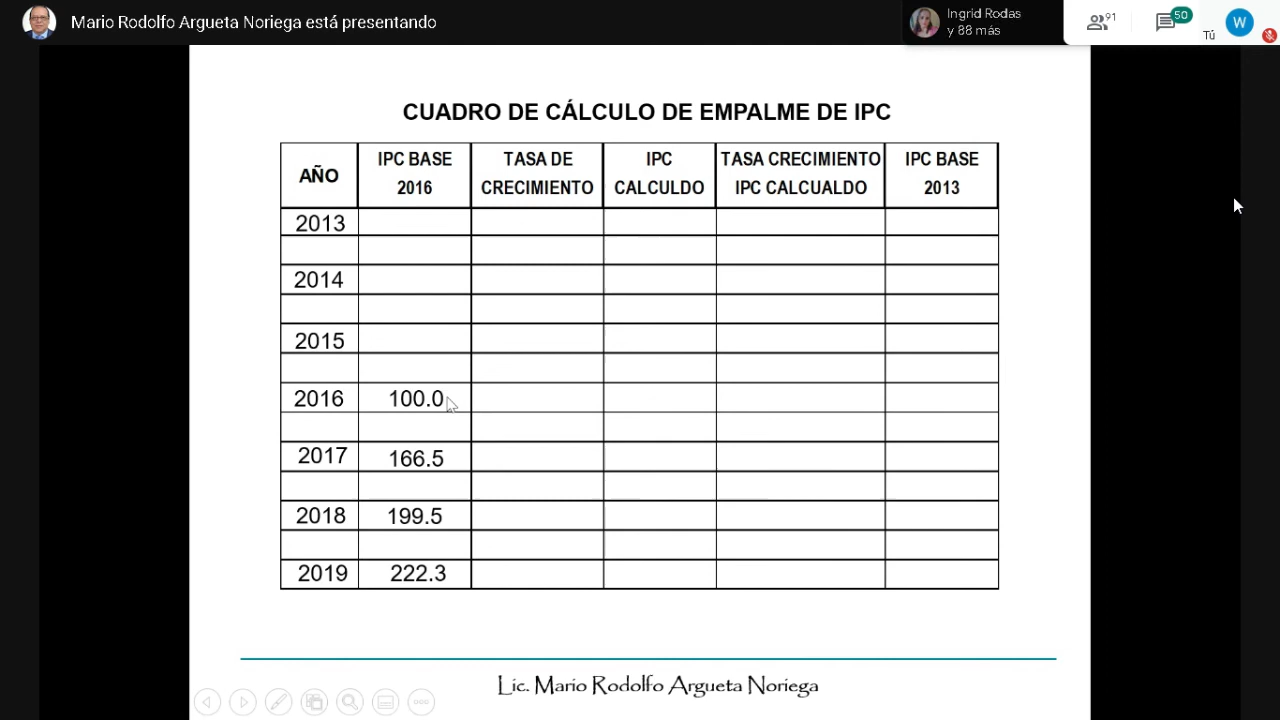 Mario Rodolfo Argueta Noriega está presentando
Ingrid Rodas
y 88 más
91
50
Tú
W
CUADRO DE CÁLCULO DE EMPALME DE IPC
AÑO
IPC BASE
2016
TASA DE
CRECIMIENTO
IPC
CALCULDO
TASA CRECIMIENTO
IPC CALCUALDO
IPC BASE
2013
2013
2014
2015
2016 100.0
2017 166.5
2018 199.5
2019 222.3
Lic. Mario Rodolfo Argueta Noriega